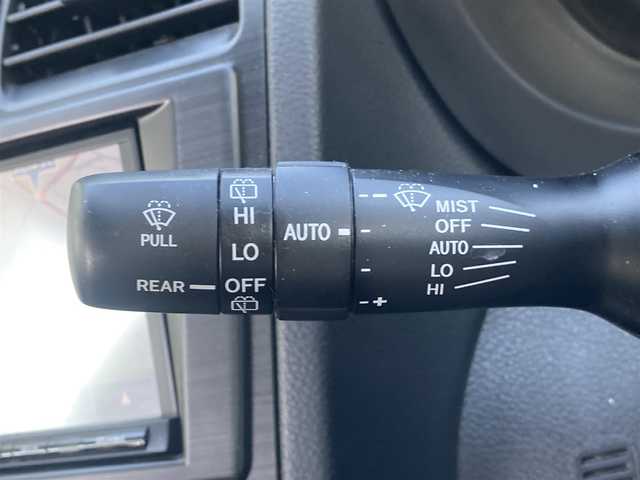 PULL
REAR
HI
LO
OFF
AUTO
- +
MIST
OFF
AUTO
LO
HI